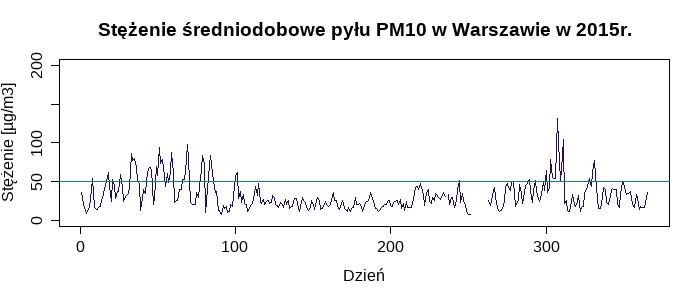 Stężenie średniodobowe pyłu PM10 w Warszawie w 2015r.
Stężenie [µg/m3]
200
100
50
0
0 100 200 300
Dzień